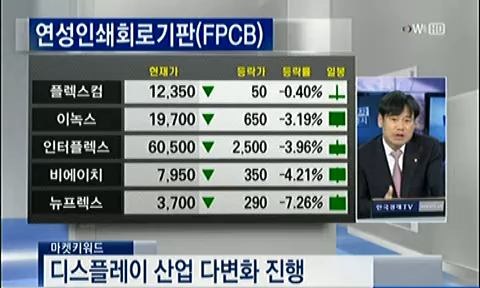 연성인쇄회로기판(FPCB)
WOW HD
현재가 등락가 등락률 일봉
플렉스컴 12,350 ▼ 50 -0.40%
이녹스 19,700 ▼ 650 -3.19%
인터플렉스 60,500 ▼ 2,500 -3.96%
비에이치 7,950 ▼ 350 -4.21%
뉴프렉스 3,700 ▼ 290 -7.26%
한국경제TV
마켓키워드
디스플레이 산업 다변화 진행